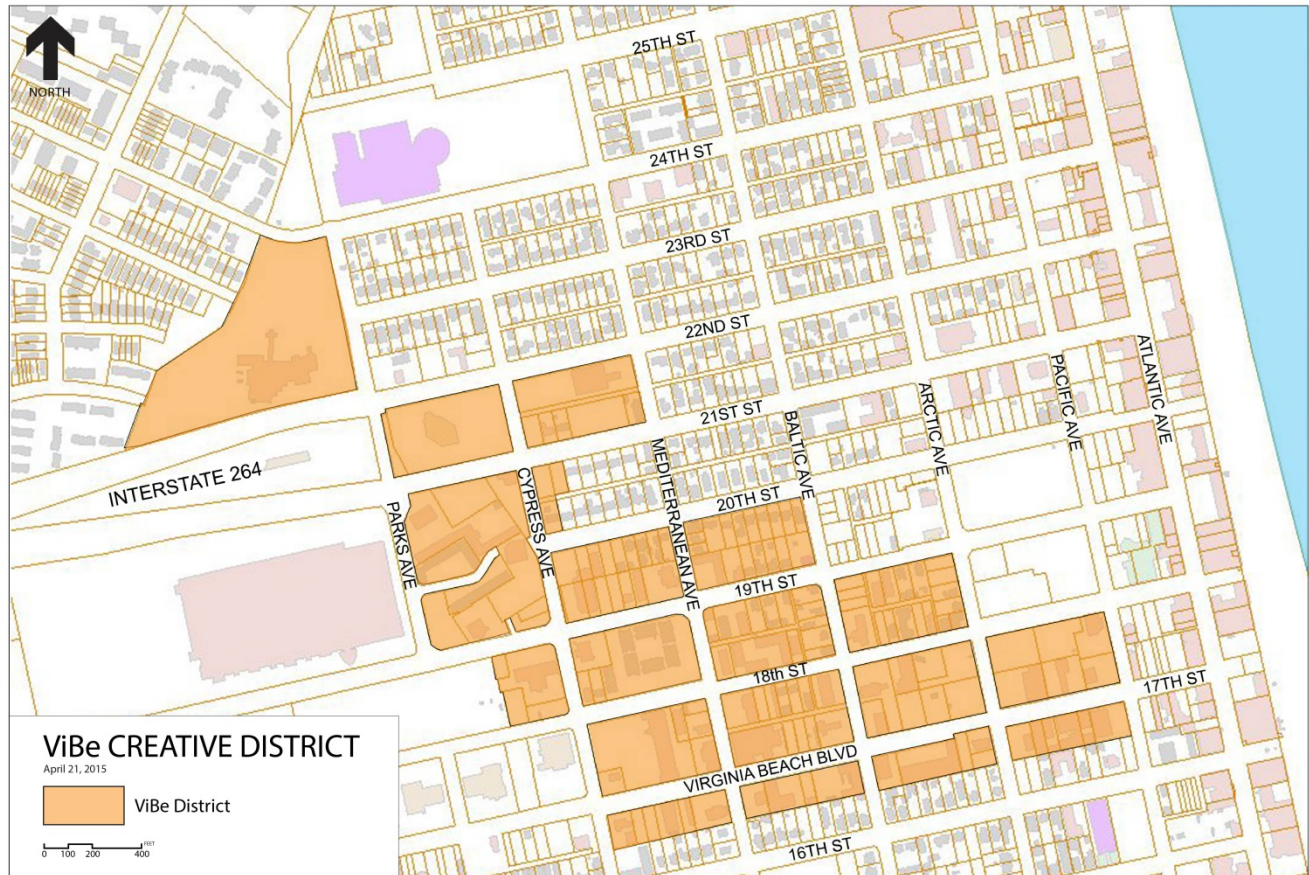 NORTH
25TH ST
24TH ST
23RD ST
22ND ST
21ST ST
INTERSTATE 264
PARKS AVE
CYPRESS AVE
MEDITERRANEAN AVE
BALTIC AVE
ARCTIC AVE
PACIFIC AVE
ATLANTIC AVE
20TH ST
19TH ST
18th ST
17TH ST
VIRGINIA BEACH BLVD
16TH ST
ViBe CREATIVE DISTRICT
April 21, 2015
ViBe District
FEET
0 100 200 400